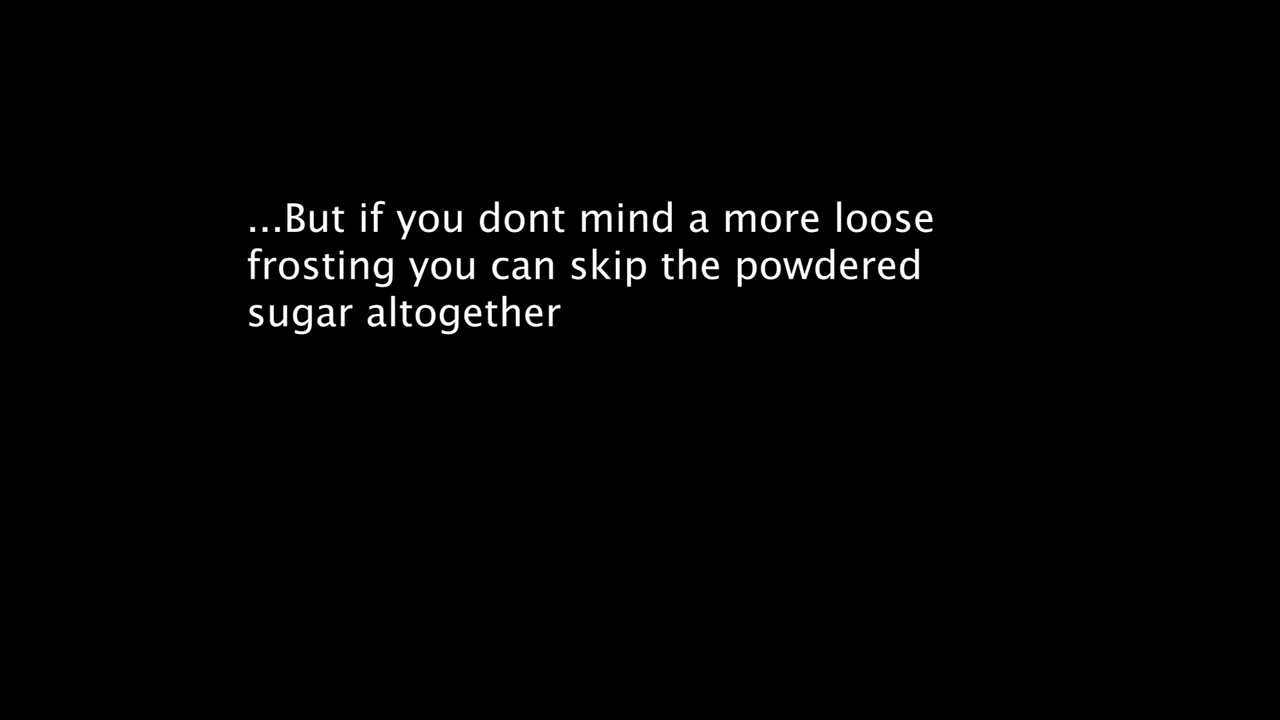 ...But if you dont mind a more loose
frosting you can skip the powdered
sugar altogether